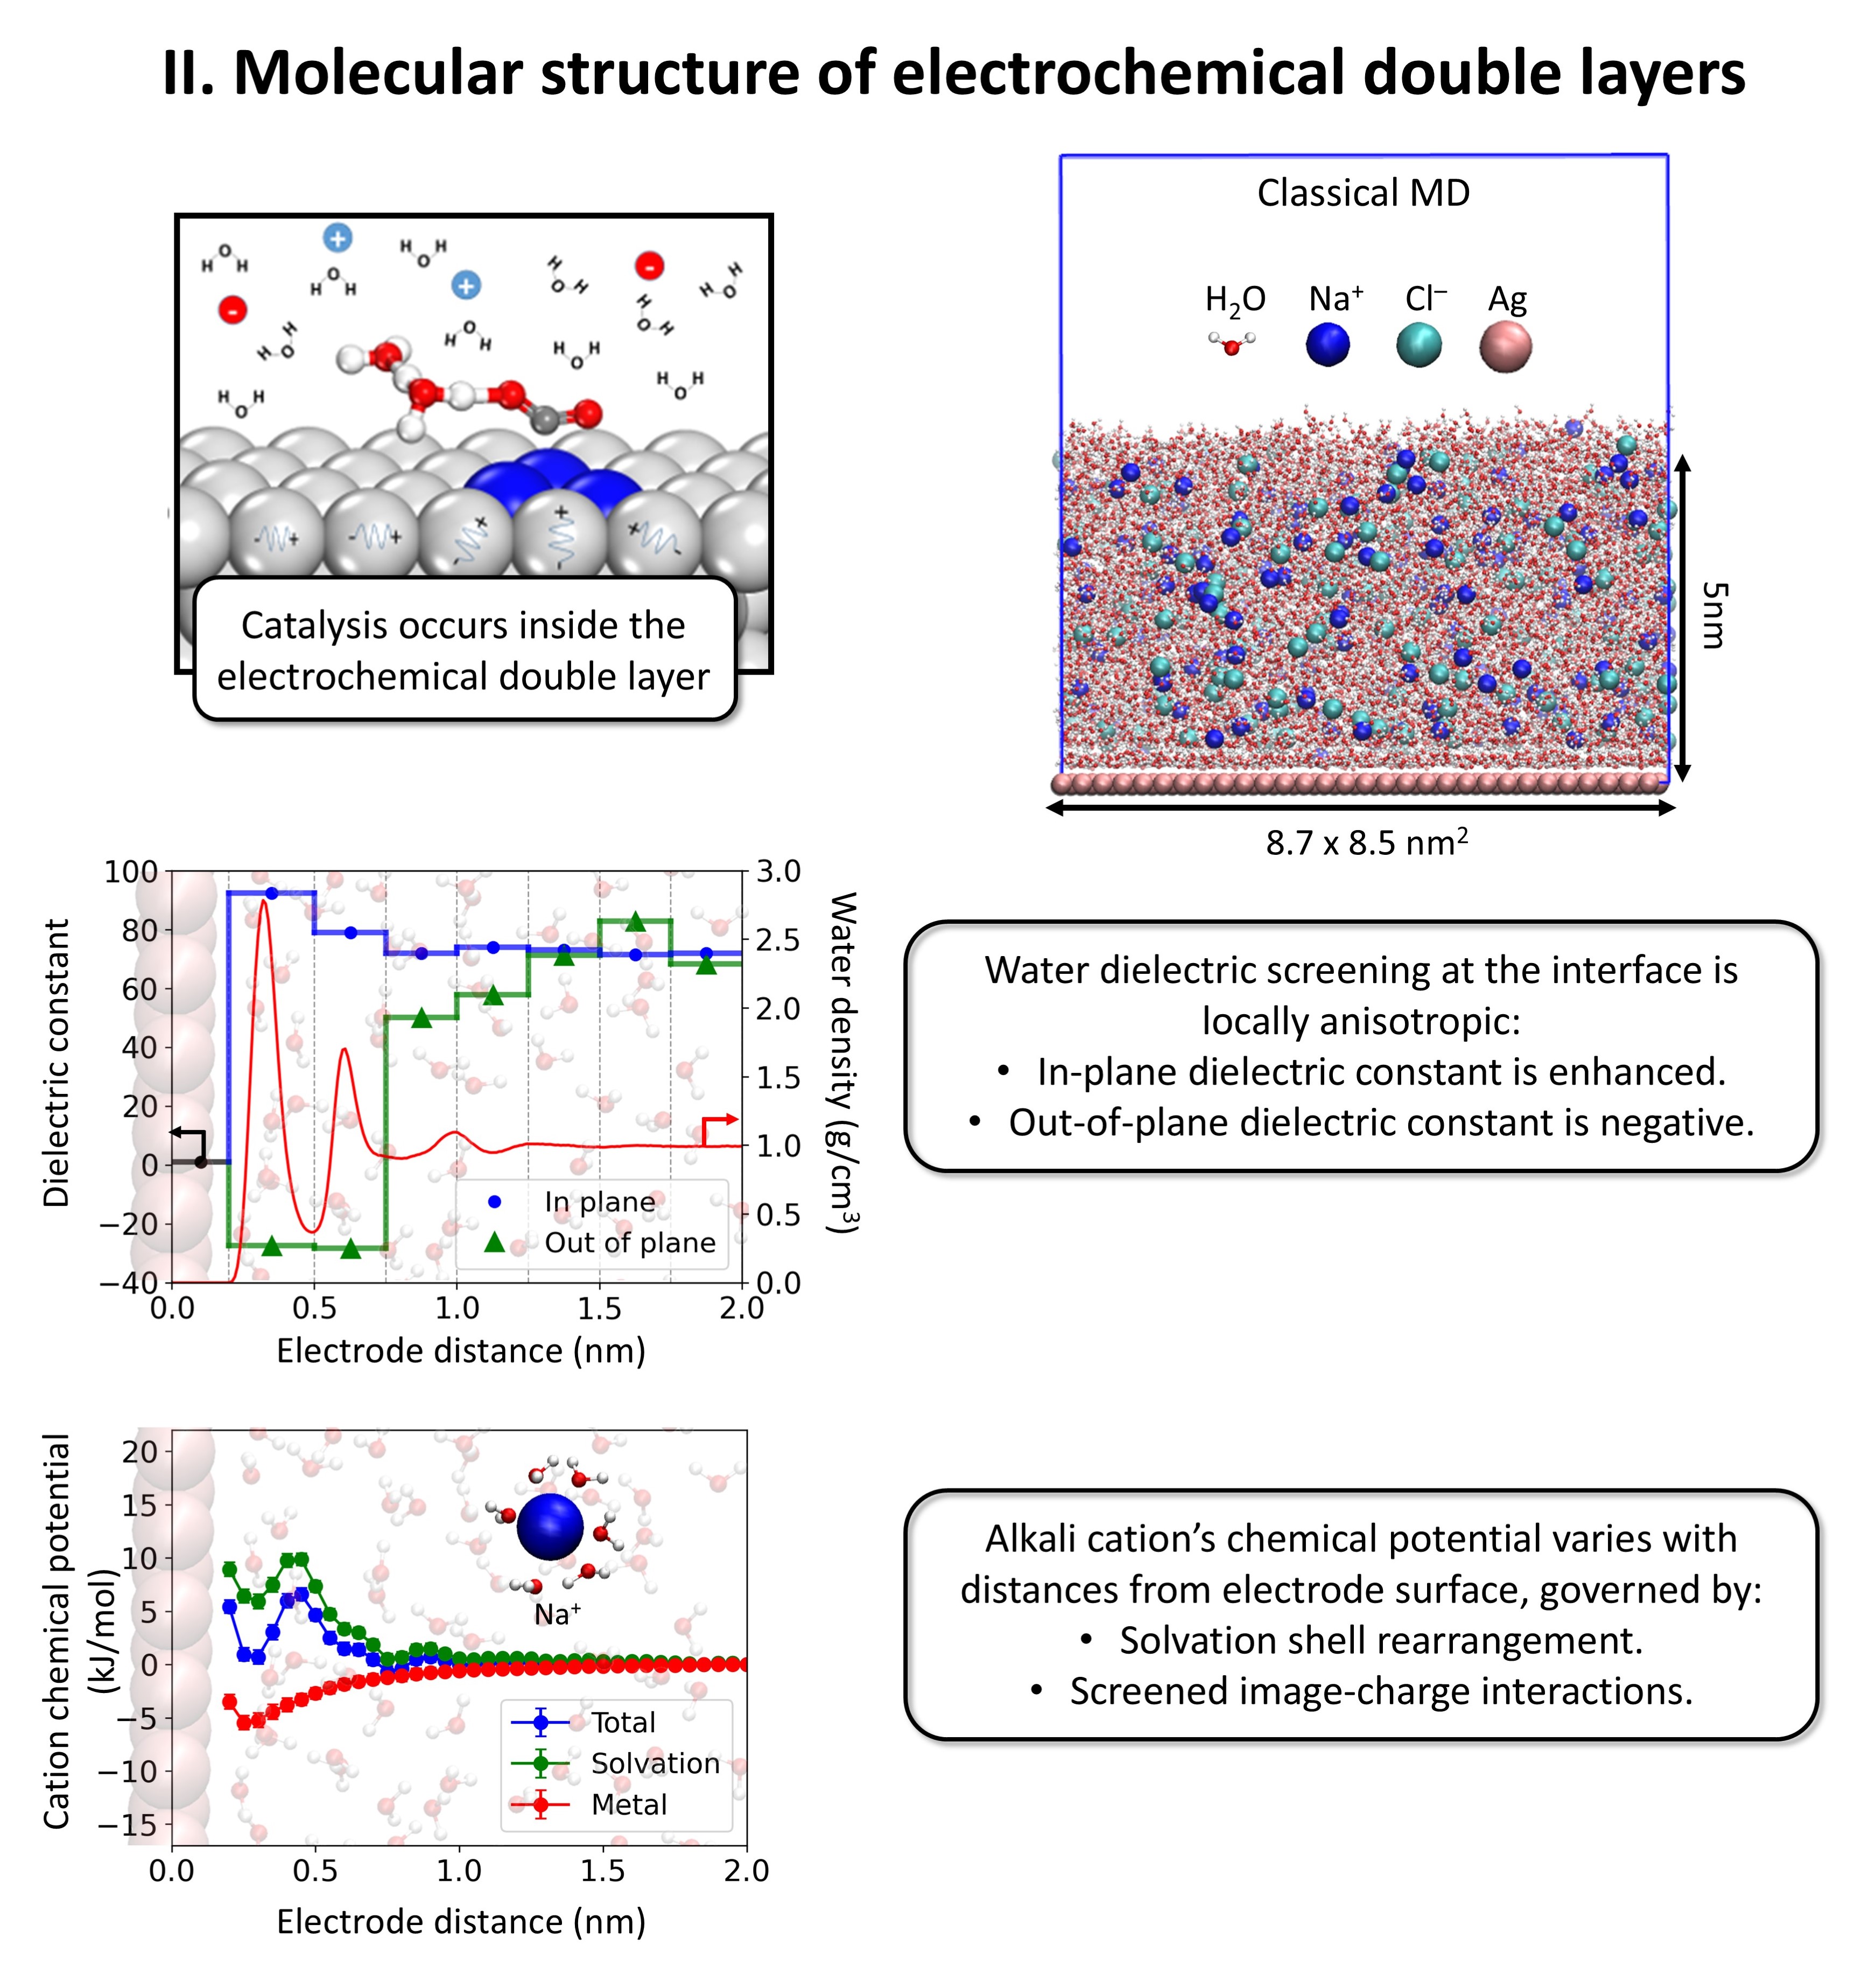 II. Molecular structure of electrochemical double layers
H O H
+
H O H
H O H
H O H
-
H O H
-
+
H O H
H O H
H O H
H O H
H O H
H O H
- +
- +
- +
+ -
+ -
Catalysis occurs inside the
electrochemical double layer
Classical MD
H₂O Na⁺ Cl⁻ Ag
5nm
8.7 x 8.5 nm²
Dielectric constant
100
80
60
40
20
0
−20
−40
3.0
2.5
2.0
1.5
1.0
0.5
0.0
Water density (g/cm³)
In plane
Out of plane
0.0 0.5 1.0 1.5 2.0
Electrode distance (nm)
Water dielectric screening at the interface is
locally anisotropic:
• In-plane dielectric constant is enhanced.
• Out-of-plane dielectric constant is negative.
Cation chemical potential
(kJ/mol)
20
15
10
5
0
−5
−10
−15
Na⁺
Total
Solvation
Metal
0.0 0.5 1.0 1.5 2.0
Electrode distance (nm)
Alkali cation’s chemical potential varies with
distances from electrode surface, governed by:
• Solvation shell rearrangement.
• Screened image-charge interactions.